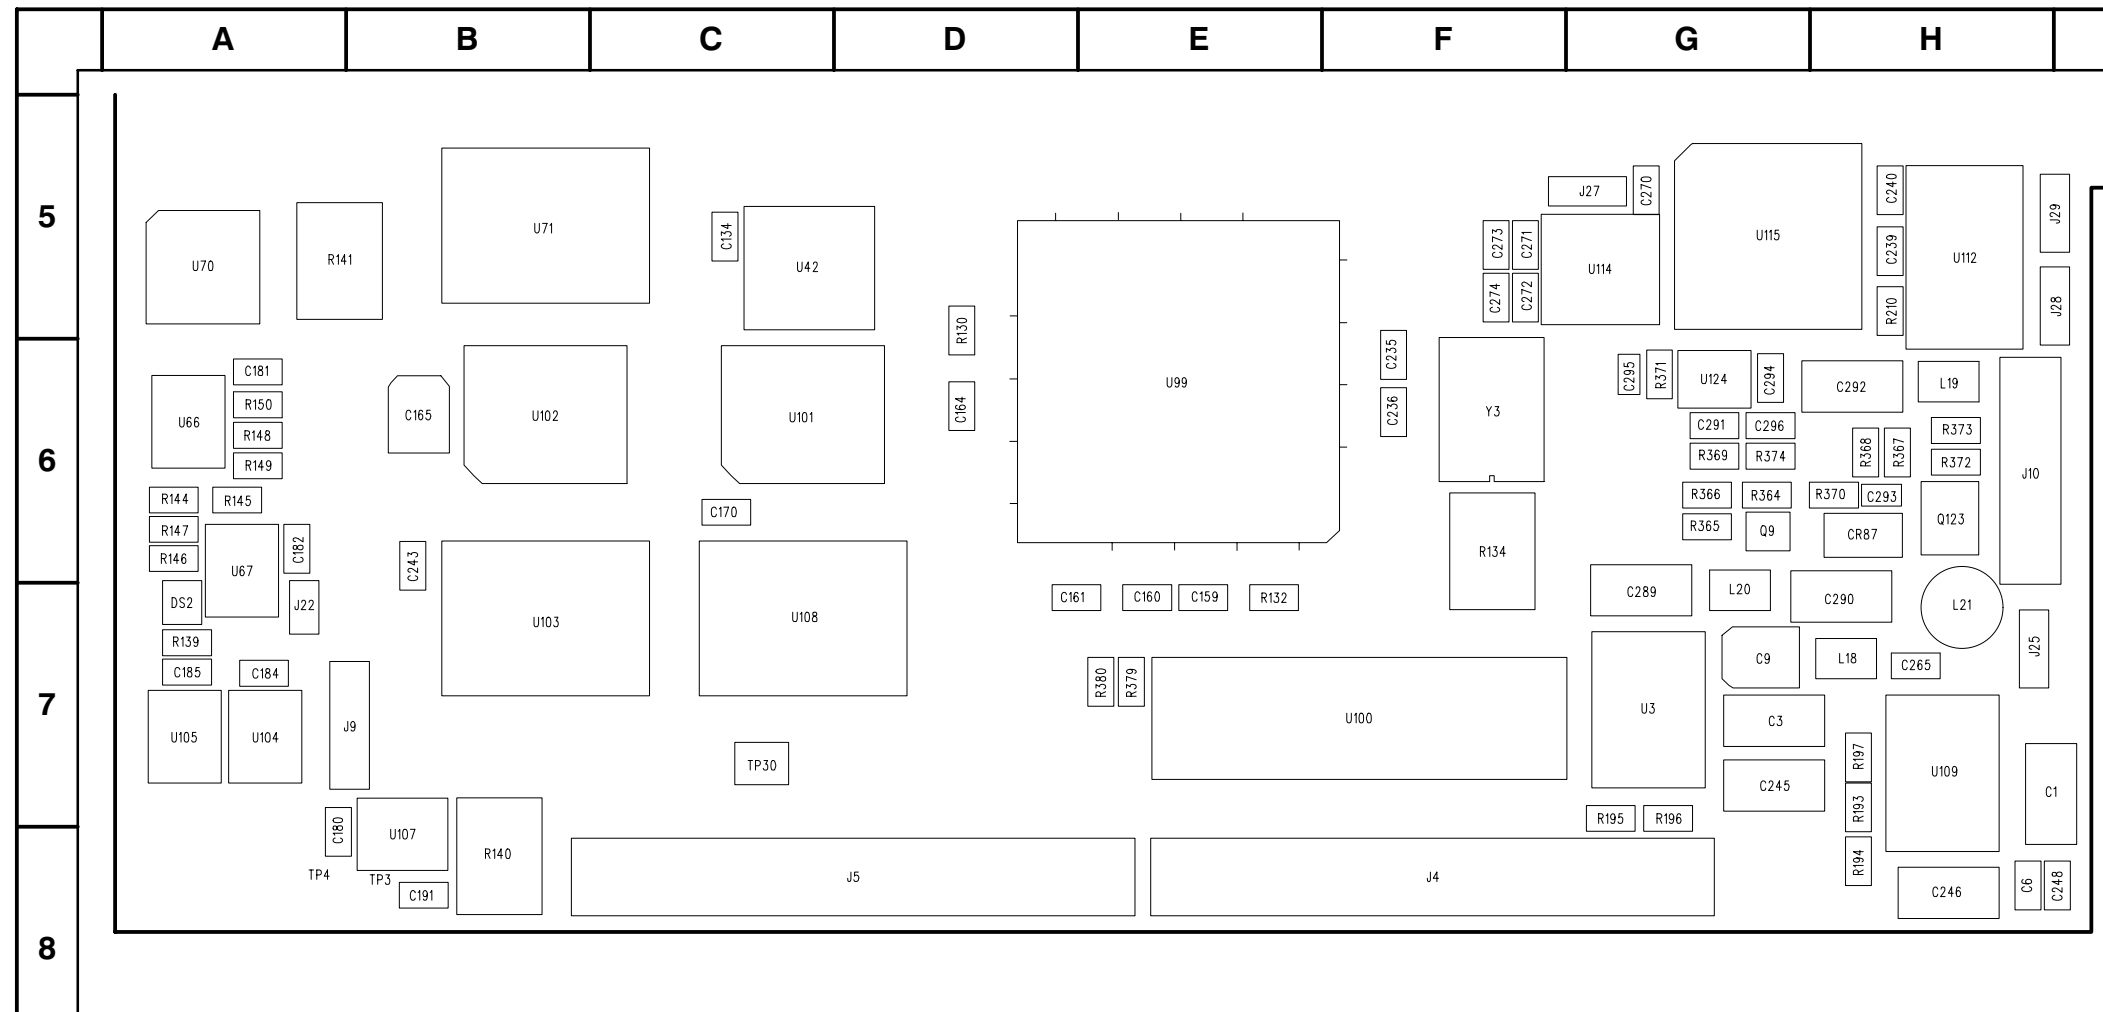 A B C D E F G H
5
U70
R141
U71
C134
U42
R130
J27
C270
C273
C271
C274
C272
U114
U115
C240
C239
R210
U112
J29
J28
6
C181
R150
R148
R149
U66
R144
R145
R147
R146
U67
C182
C165
U102
U101
C170
C243
C164
U99
C235
C236
Y3
R134
C295
R371
U124
C294
C291
C296
R369
R374
R366
R364
R365
Q9
C292
L19
R368
R367
R373
R372
R370
C293
CR87
Q123
J10
7
DS2
J22
R139
C185
C184
U105
U104
J9
U103
U108
TP30
C161
C160
C159
R132
R380
R379
U100
C289
L20
C290
L21
J25
C9
L18
C265
U3
C3
C245
R197
R193
U109
C1
R195
R196
8
C180
U107
R140
TP4
TP3
C191
J5
J4
R194
C246
C6
C248